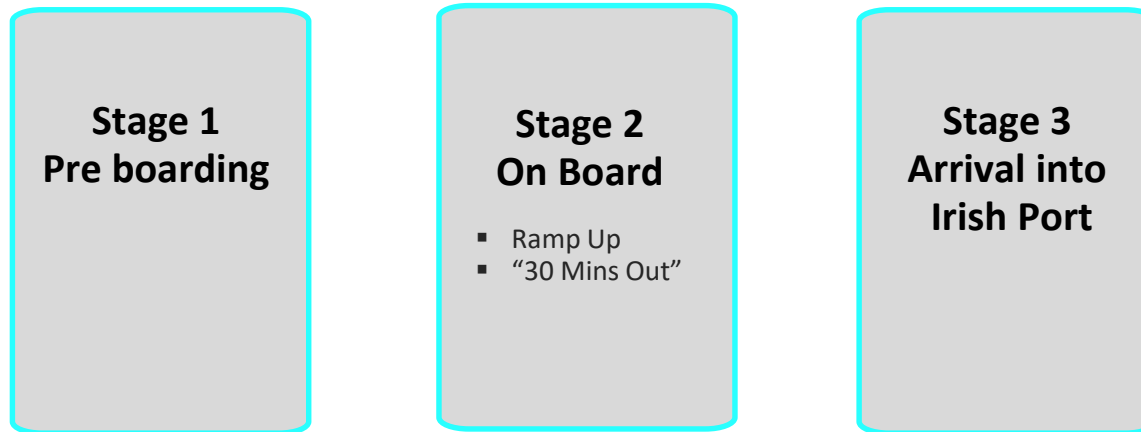 Stage 1
Pre boarding
Stage 2
On Board
▪ Ramp Up
▪ “30 Mins Out”
Stage 3
Arrival into
Irish Port